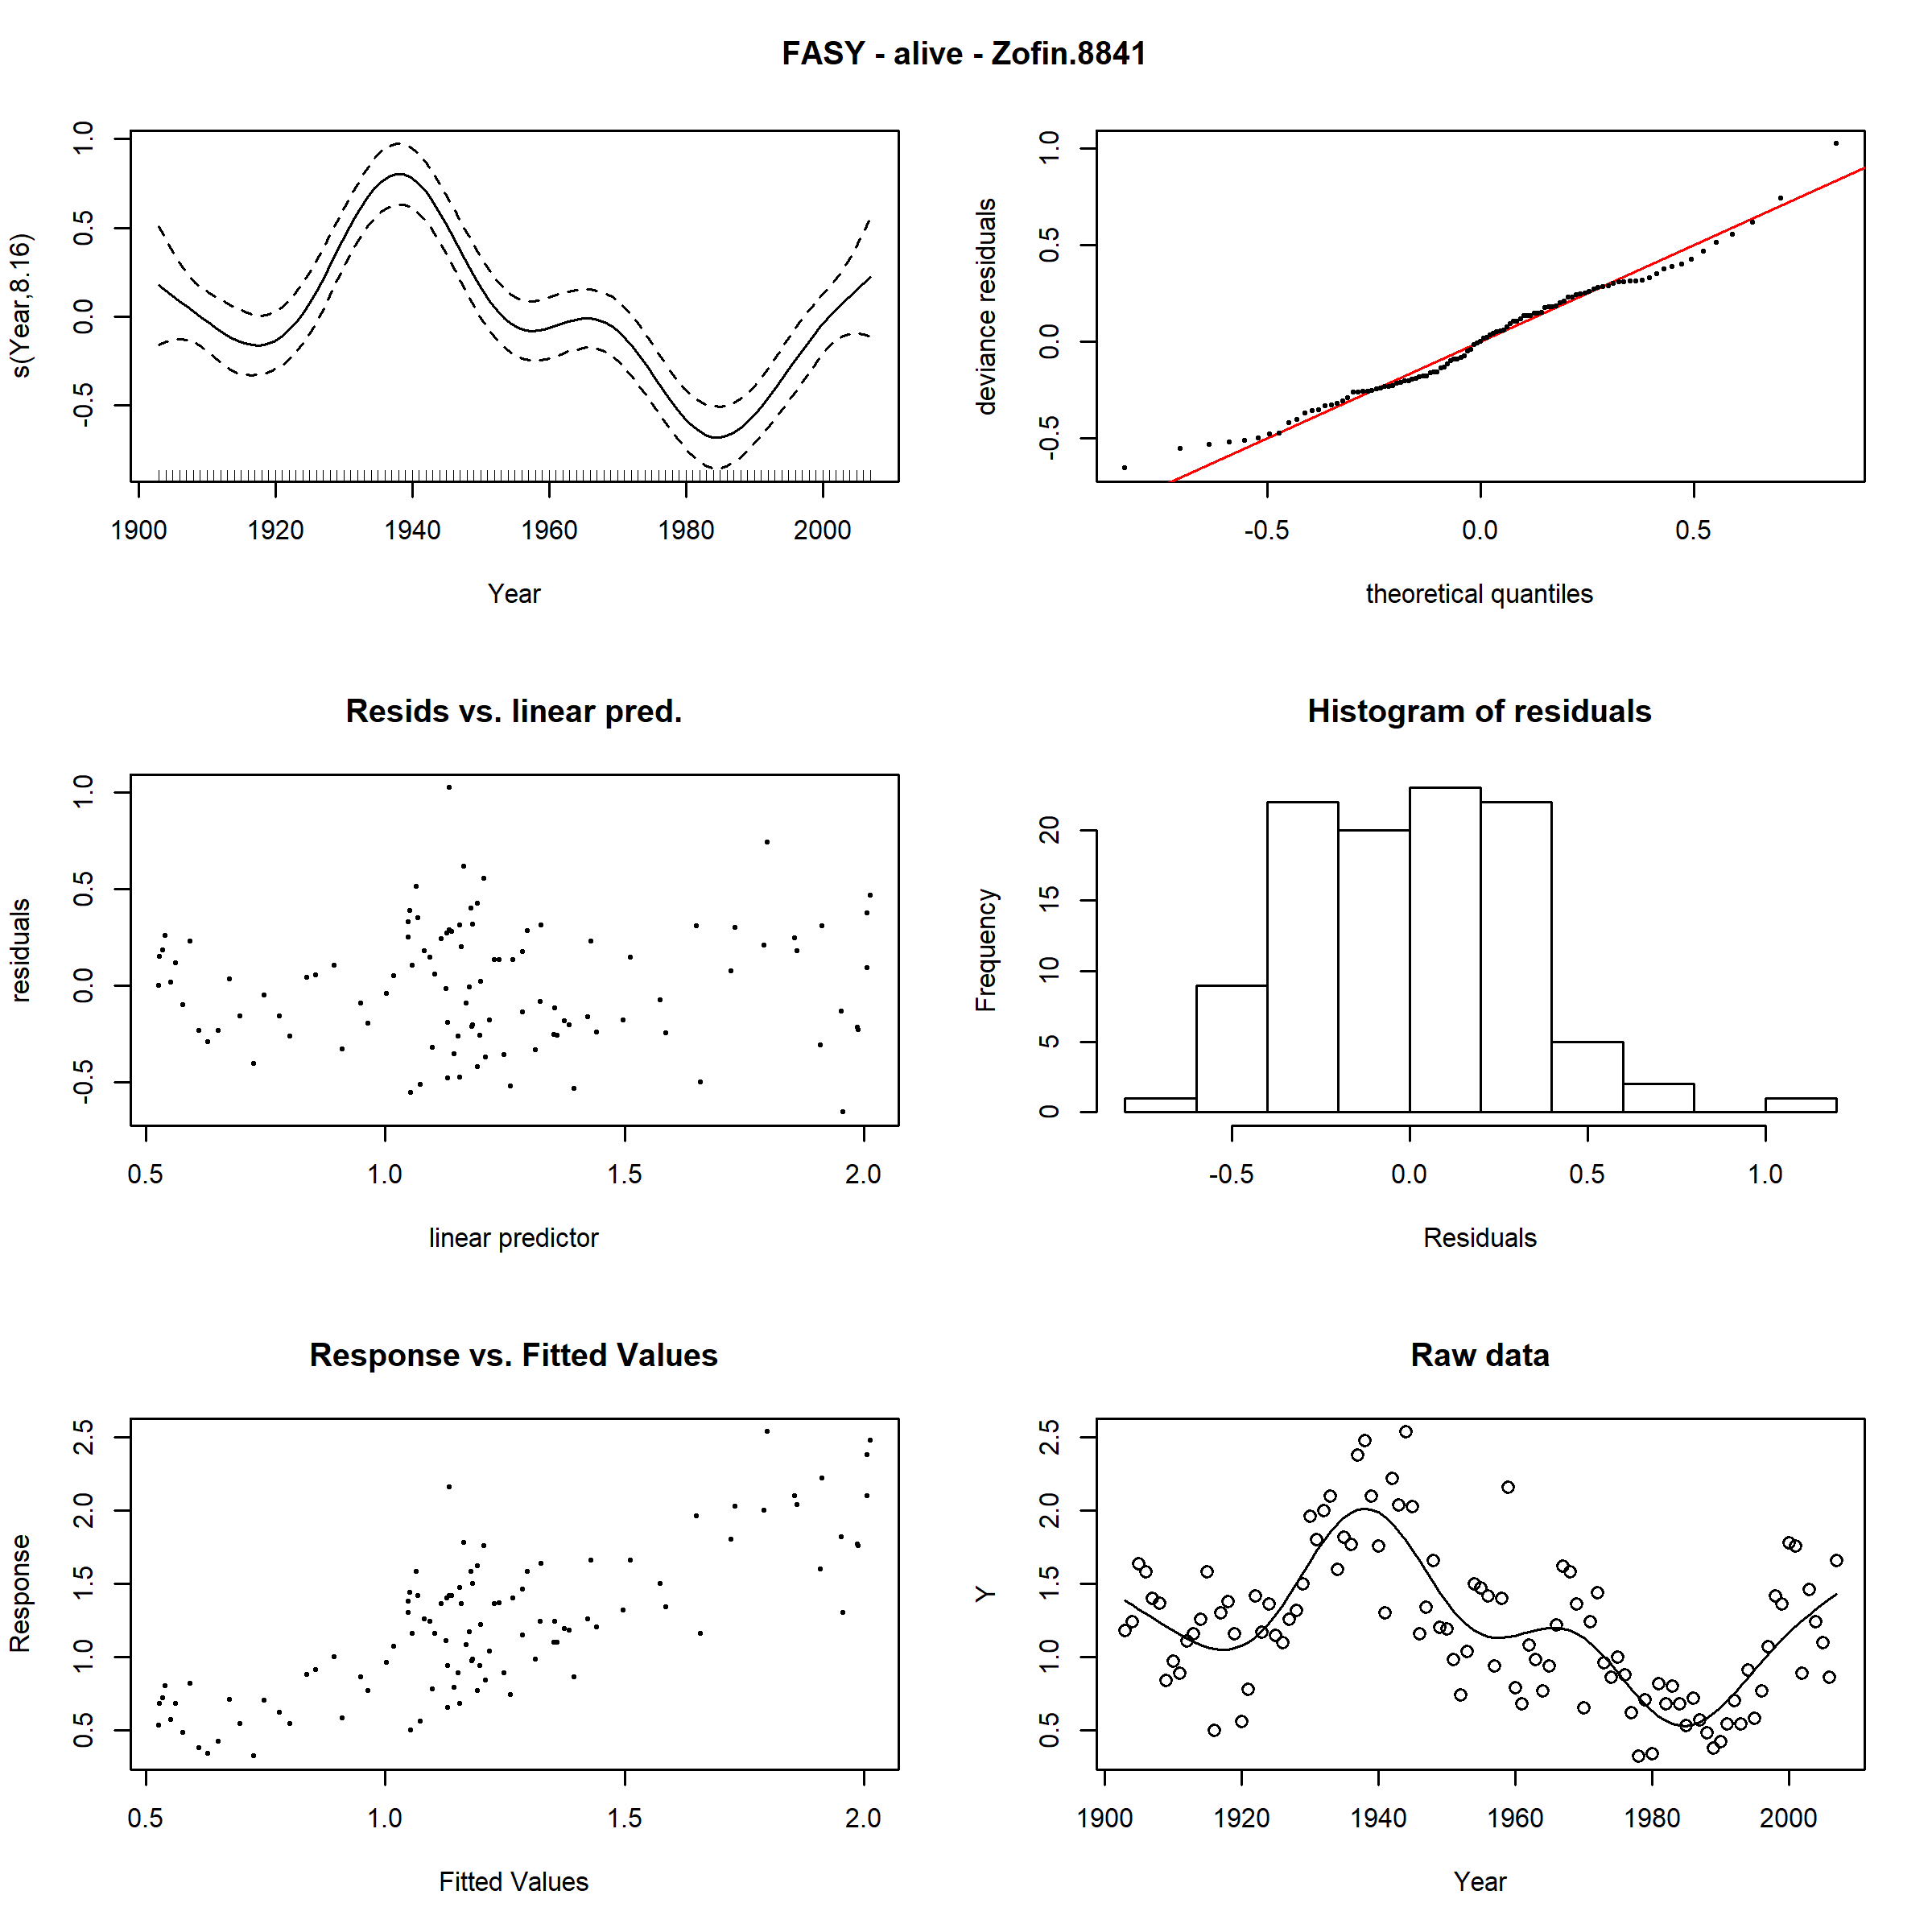 FASY - alive - Zofin.8841
s(Year,8.16)
1.0
0.5
0.0
-0.5
1900 1920 1940 1960 1980 2000
Year
deviance residuals
1.0
0.5
0.0
-0.5
-0.5 0.0 0.5
theoretical quantiles
Resids vs. linear pred.
residuals
1.0
0.5
0.0
-0.5
0.5 1.0 1.5 2.0
linear predictor
Histogram of residuals
Frequency
20
15
10
5
0
-0.5 0.0 0.5 1.0
Residuals
Response vs. Fitted Values
Response
2.5
2.0
1.5
1.0
0.5
0.5 1.0 1.5 2.0
Fitted Values
Raw data
Y
2.5
2.0
1.5
1.0
0.5
1900 1920 1940 1960 1980 2000
Year